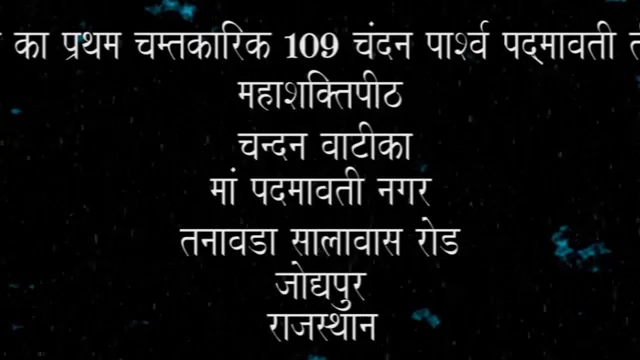 का प्रथम चम्तकारिक 109 चंदन पार्श्व पद्मावती
महाशक्तिपीठ
चन्दन वाटीका
मां पदमावती नगर
तनावडा सालावास रोड
जोद्यपुर
राजस्थान